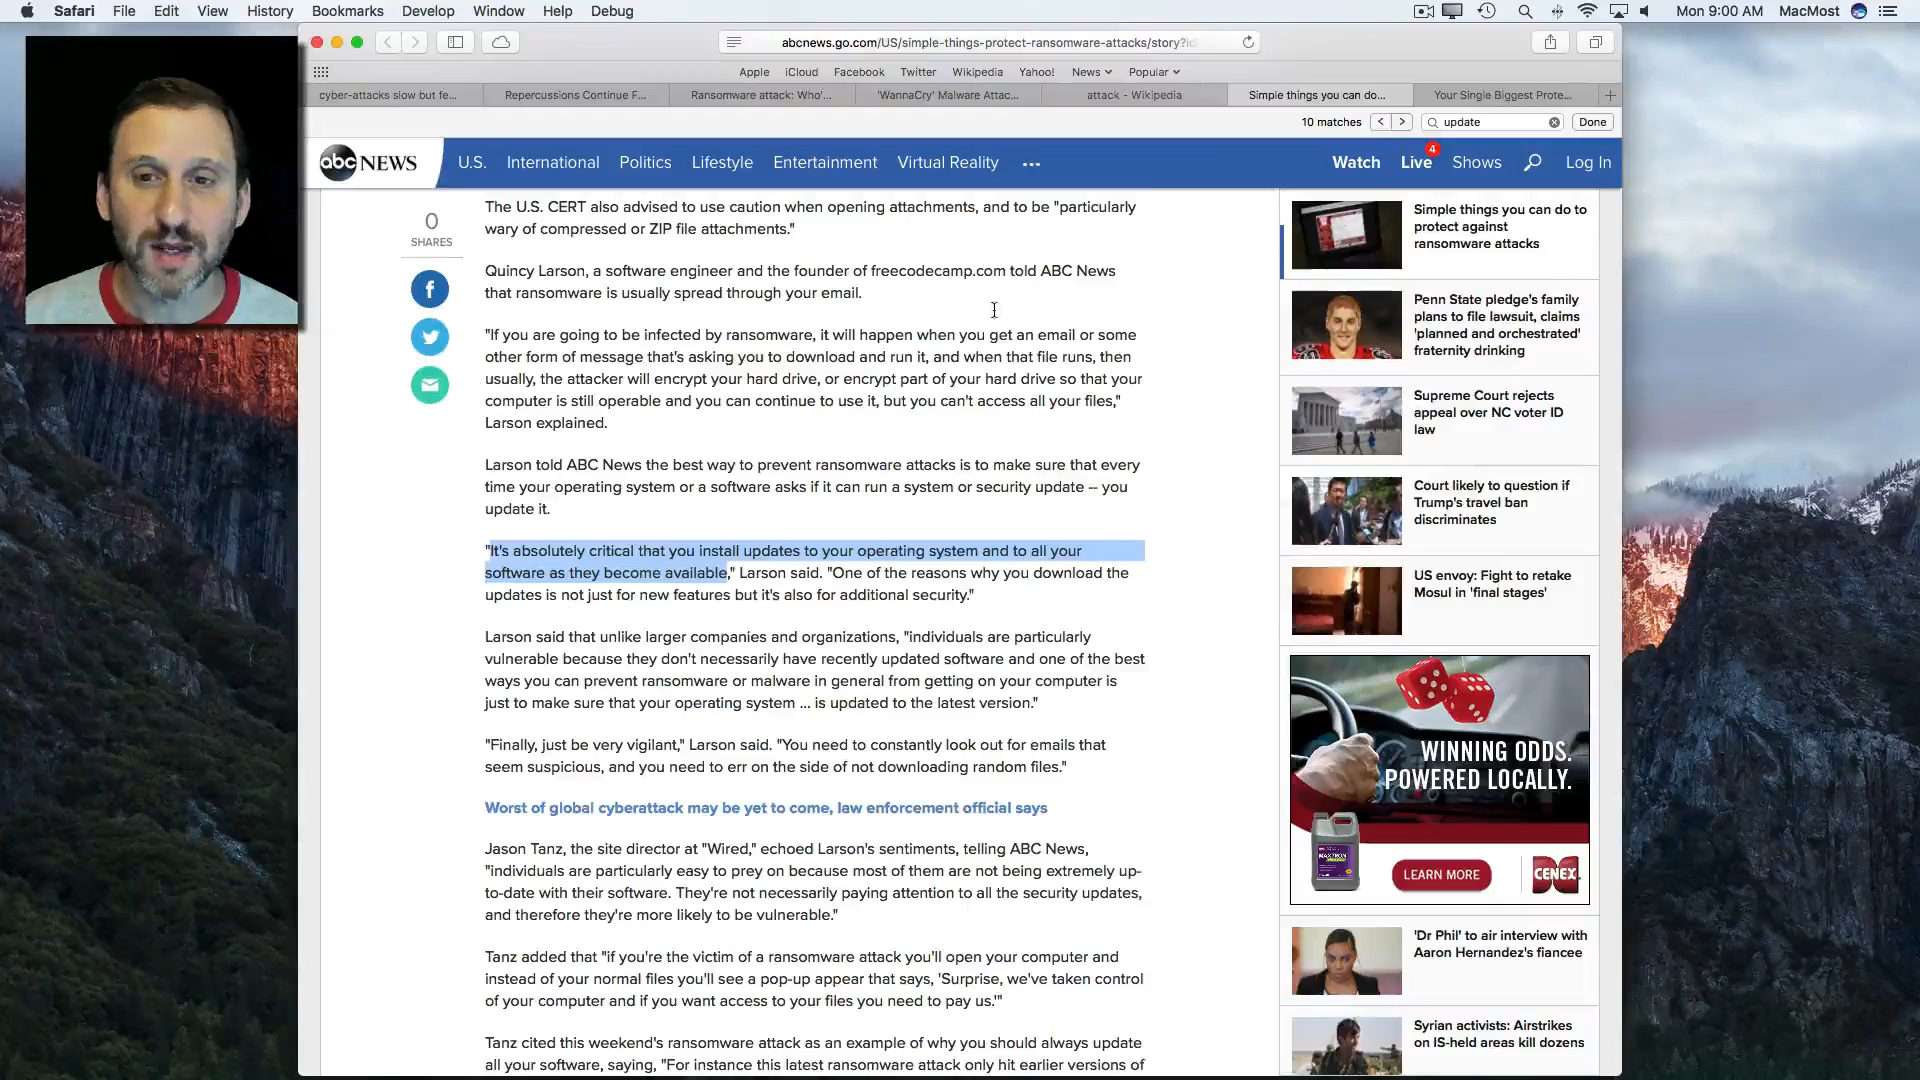 Safari File Edit View History Bookmarks Develop Window Help Debug Mon 9:00 AM MacMost
abcnews.go.com/US/simple-things-protect-ransomware-attacks/story?i
Apple iCloud Facebook Twitter Wikipedia Yahoo! News Popular
cyber-attacks slow but fe... Repercussions Continue F... Ransomware attack: Who'... 'WannaCry' Malware Attac... attack - Wikipedia Simple things you can do... Your Single Biggest Prote...
10 matches update Done
abc NEWS U.S. International Politics Lifestyle Entertainment Virtual Reality ... Watch Live 4 Shows Log In
0
SHARES
The U.S. CERT also advised to use caution when opening attachments, and to be "particularly
wary of compressed or ZIP file attachments."
Quincy Larson, a software engineer and the founder of freecodecamp.com told ABC News
that ransomware is usually spread through your email.
"If you are going to be infected by ransomware, it will happen when you get an email or some
other form of message that's asking you to download and run it, and when that file runs, then
usually, the attacker will encrypt your hard drive, or encrypt part of your hard drive so that your
computer is still operable and you can continue to use it, but you can't access all your files,"
Larson explained.
Larson told ABC News the best way to prevent ransomware attacks is to make sure that every
time your operating system or a software asks if it can run a system or security update -- you
update it.
"It's absolutely critical that you install updates to your operating system and to all your
software as they become available," Larson said. "One of the reasons why you download the
updates is not just for new features but it's also for additional security."
Larson said that unlike larger companies and organizations, "individuals are particularly
vulnerable because they don't necessarily have recently updated software and one of the best
ways you can prevent ransomware or malware in general from getting on your computer is
just to make sure that your operating system ... is updated to the latest version."
"Finally, just be very vigilant," Larson said. "You need to constantly look out for emails that
seem suspicious, and you need to err on the side of not downloading random files."
Worst of global cyberattack may be yet to come, law enforcement official says
Jason Tanz, the site director at "Wired," echoed Larson's sentiments, telling ABC News,
"individuals are particularly easy to prey on because most of them are not being extremely up-
to-date with their software. They're not necessarily paying attention to all the security updates,
and therefore they're more likely to be vulnerable."
Tanz added that "if you're the victim of a ransomware attack you'll open your computer and
instead of your normal files you'll see a pop-up appear that says, 'Surprise, we've taken control
of your computer and if you want access to your files you need to pay us.'"
Tanz cited this weekend's ransomware attack as an example of why you should always update
all your software, saying, "For instance this latest ransomware attack only hit earlier versions of
Simple things you can do to
protect against
ransomware attacks
Penn State pledge's family
plans to file lawsuit, claims
'planned and orchestrated'
fraternity drinking
Supreme Court rejects
appeal over NC voter ID
law
Court likely to question if
Trump's travel ban
discriminates
US envoy: Fight to retake
Mosul in 'final stages'
WINNING ODDS.
POWERED LOCALLY.
LEARN MORE
CENEX
'Dr Phil' to air interview with
Aaron Hernandez's fiancee
Syrian activists: Airstrikes
on IS-held areas kill dozens